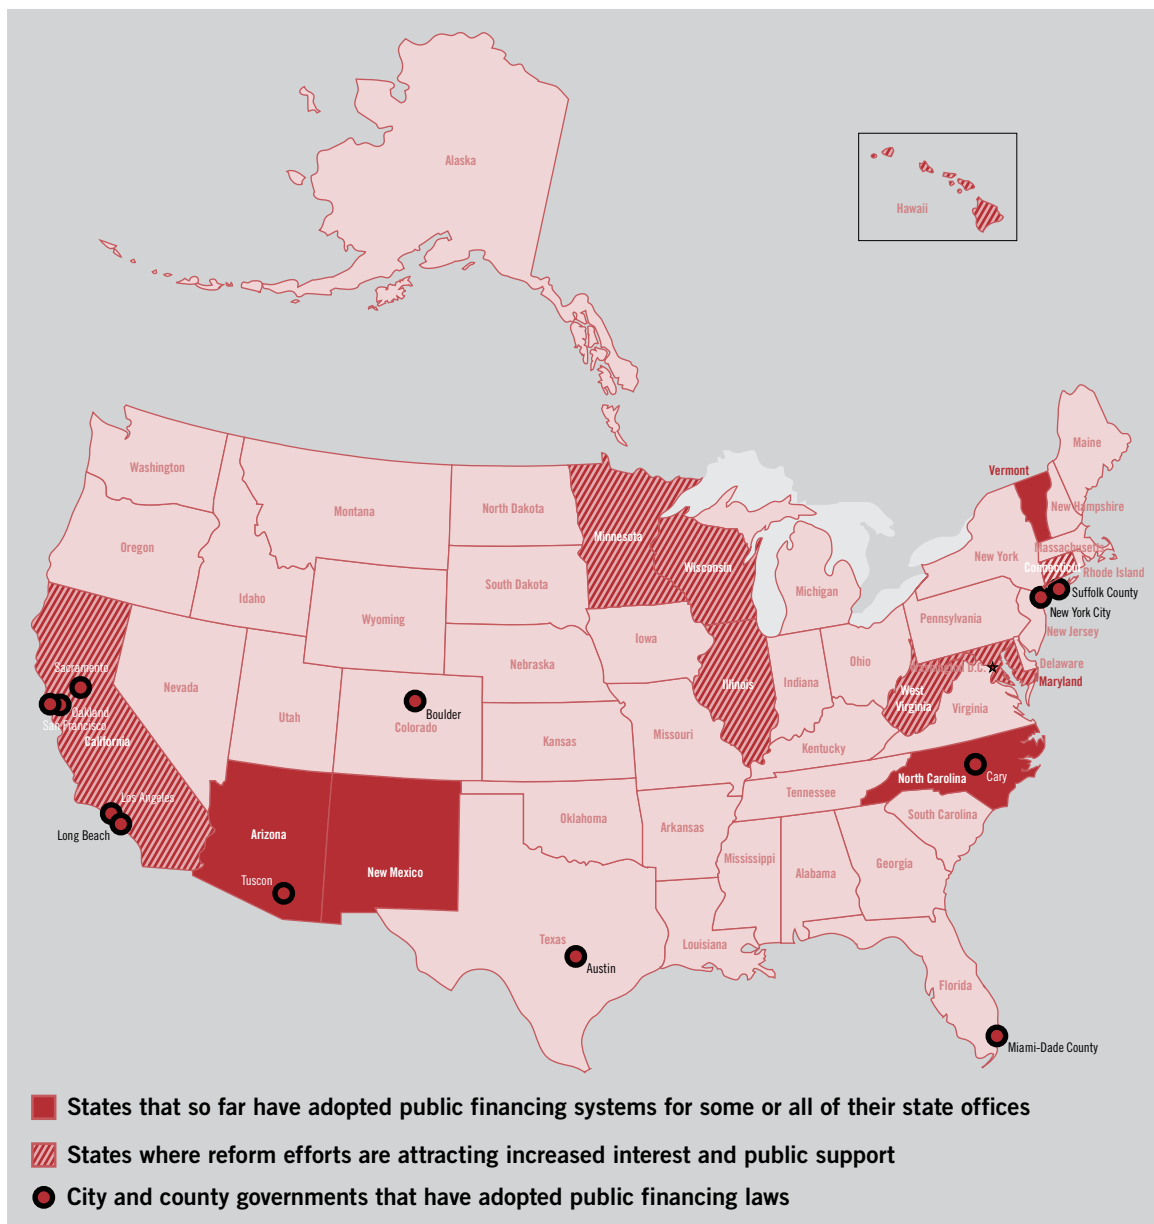 Alaska
Hawaii
Maine
Washington
Vermont
Montana
North Dakota
New Hampshire
Minnesota
Oregon
Massachusetts
New York
Wisconsin
Connecticut
Rhode Island
South Dakota
Michigan
Suffolk County
Idaho
New York City
Wyoming
Pennsylvania
New Jersey
Iowa
Nebraska
Ohio
Delaware
Washington D.C.
Sacramento
Maryland
Nevada
Indiana
Illinois
West
Virginia
Virginia
Oakland
Boulder
Utah
San Francisco
Colorado
Missouri
California
Kansas
Kentucky
North Carolina
Cary
Tennessee
Los Angeles
South Carolina
Oklahoma
Arkansas
Long Beach
Arizona
Mississippi
Georgia
New Mexico
Alabama
Tuscon
Texas
Louisiana
Austin
Florida
Miami-Dade County
States that so far have adopted public financing systems for some or all of their state offices
States where reform efforts are attracting increased interest and public support
City and county governments that have adopted public financing laws